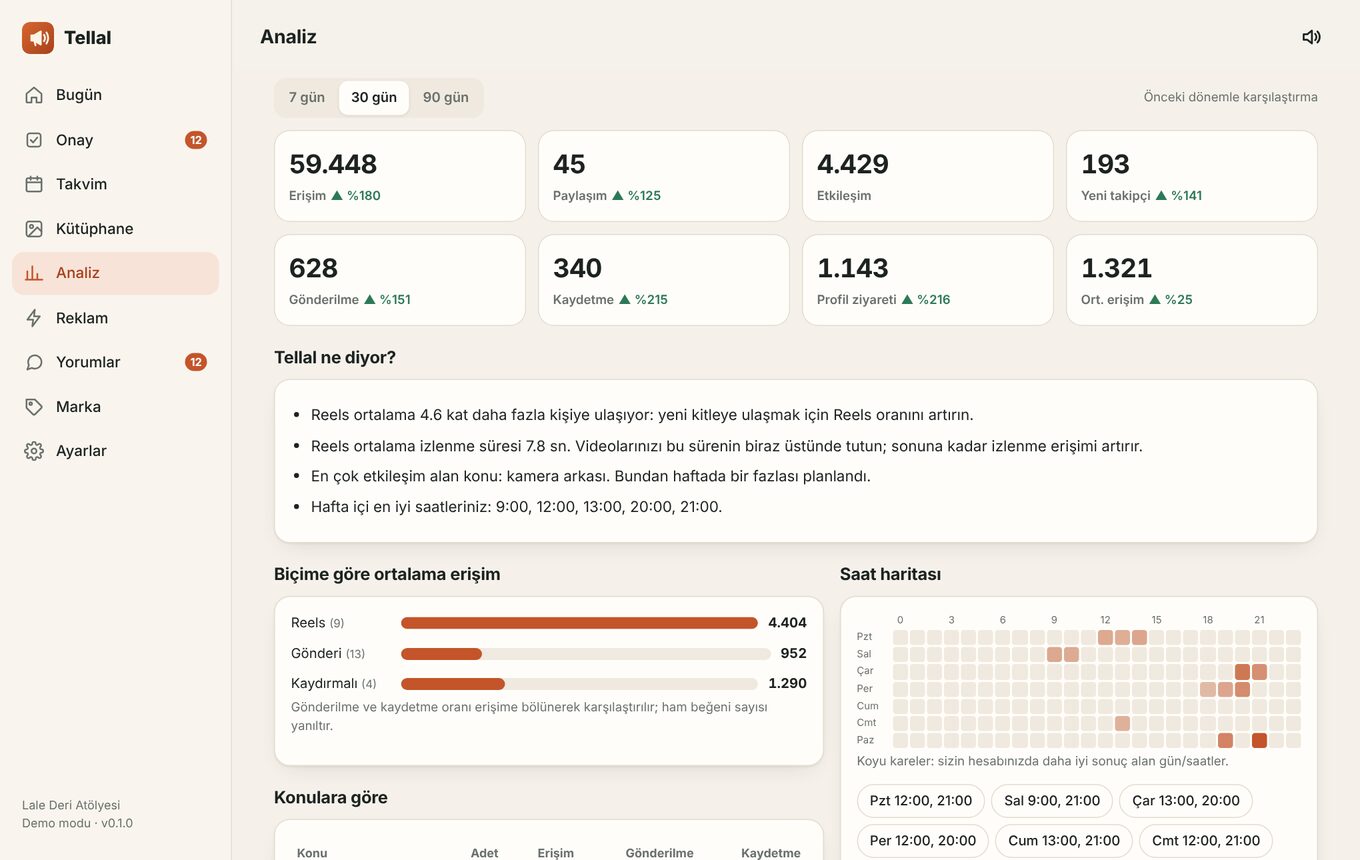 Tellal
Bugün
Onay 12
Takvim
Kütüphane
Analiz
Reklam
Yorumlar 12
Marka
Ayarlar
Lale Deri Atölyesi
Demo modu · v0.1.0
Analiz
7 gün 30 gün 90 gün
Önceki dönemle karşılaştırma
59.448
Erişim ▲ %180
45
Paylaşım ▲ %125
4.429
Etkileşim
193
Yeni takipçi ▲ %141
628
Gönderilme ▲ %151
340
Kaydetme ▲ %215
1.143
Profil ziyareti ▲ %216
1.321
Ort. erişim ▲ %25
Tellal ne diyor?
• Reels ortalama 4.6 kat daha fazla kişiye ulaşıyor: yeni kitleye ulaşmak için Reels oranını artırın.
• Reels ortalama izlenme süresi 7.8 sn. Videolarınızı bu sürenin biraz üstünde tutun; sonuna kadar izlenme erişimi artırır.
• En çok etkileşim alan konu: kamera arkası. Bundan haftada bir fazlası planlandı.
• Hafta içi en iyi saatleriniz: 9:00, 12:00, 13:00, 20:00, 21:00.
Biçime göre ortalama erişim
Reels (9) 4.404
Gönderi (13) 952
Kaydırmalı (4) 1.290
Gönderilme ve kaydetme oranı erişime bölünerek karşılaştırılır; ham beğeni sayısı
yanıltır.
Konulara göre
Konu Adet Erişim Gönderilme Kaydetme
Saat haritası
0 3 6 9 12 15 18 21
Pzt
Sal
Çar
Per
Cum
Cmt
Paz
Koyu kareler: sizin hesabınızda daha iyi sonuç alan gün/saatler.
Pzt 12:00, 21:00 Sal 9:00, 21:00 Çar 13:00, 20:00
Per 12:00, 20:00 Cum 13:00, 21:00 Cmt 12:00, 21:00